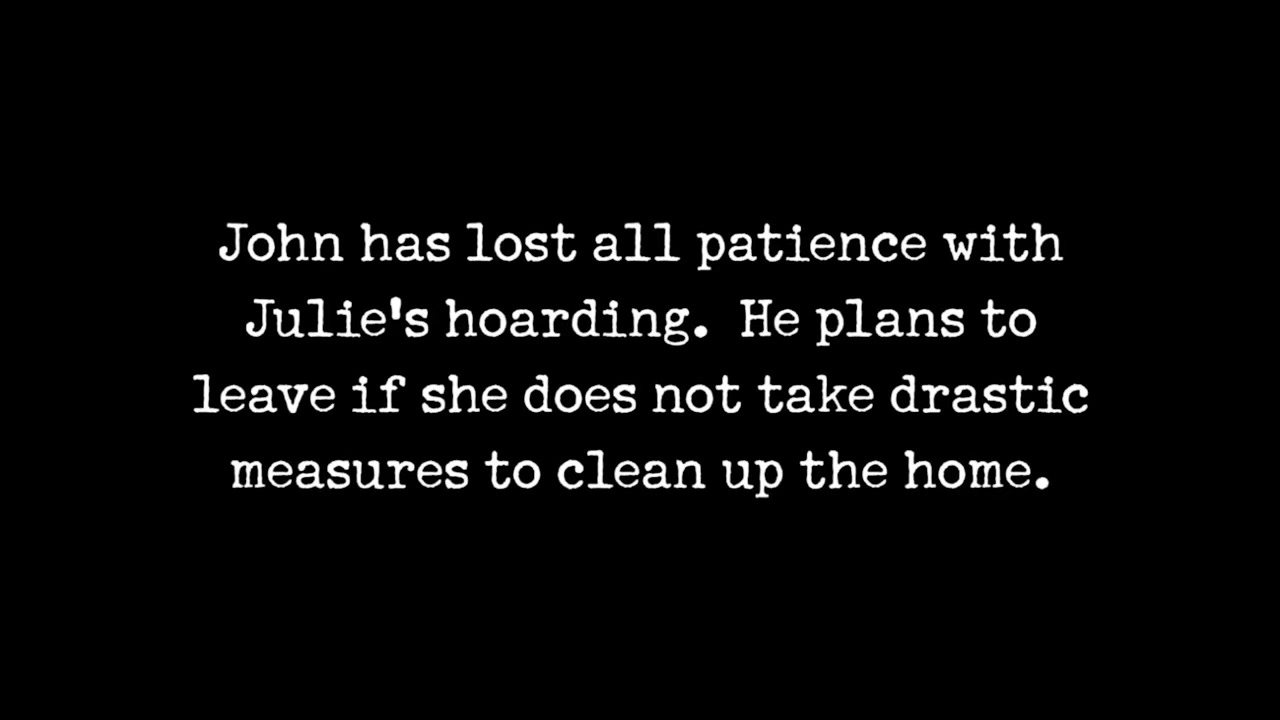 John has lost all patience with
Julie's hoarding.  He plans to
leave if she does not take drastic
measures to clean up the home.